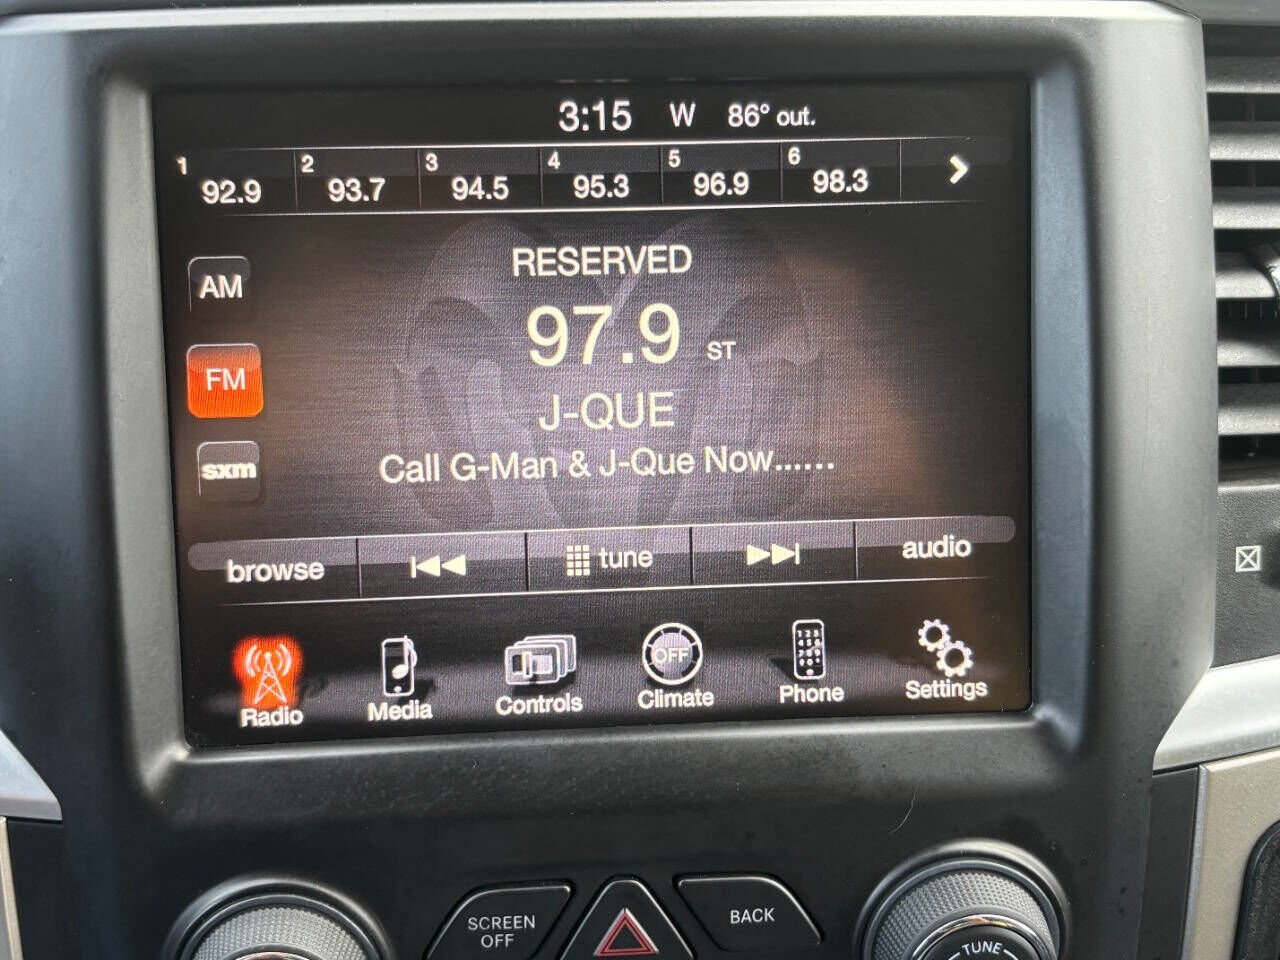 3:15 W 86° out.
1 92.9 2 93.7 3 94.5 4 95.3 5 96.9 6 98.3
RESERVED
AM
97.9 ST
FM
J-QUE
Call G-Man & J-Que Now......
sxm
browse tune audio
OFF
Radio Media Controls Climate Phone Settings
SCREEN
OFF
BACK
TUNE